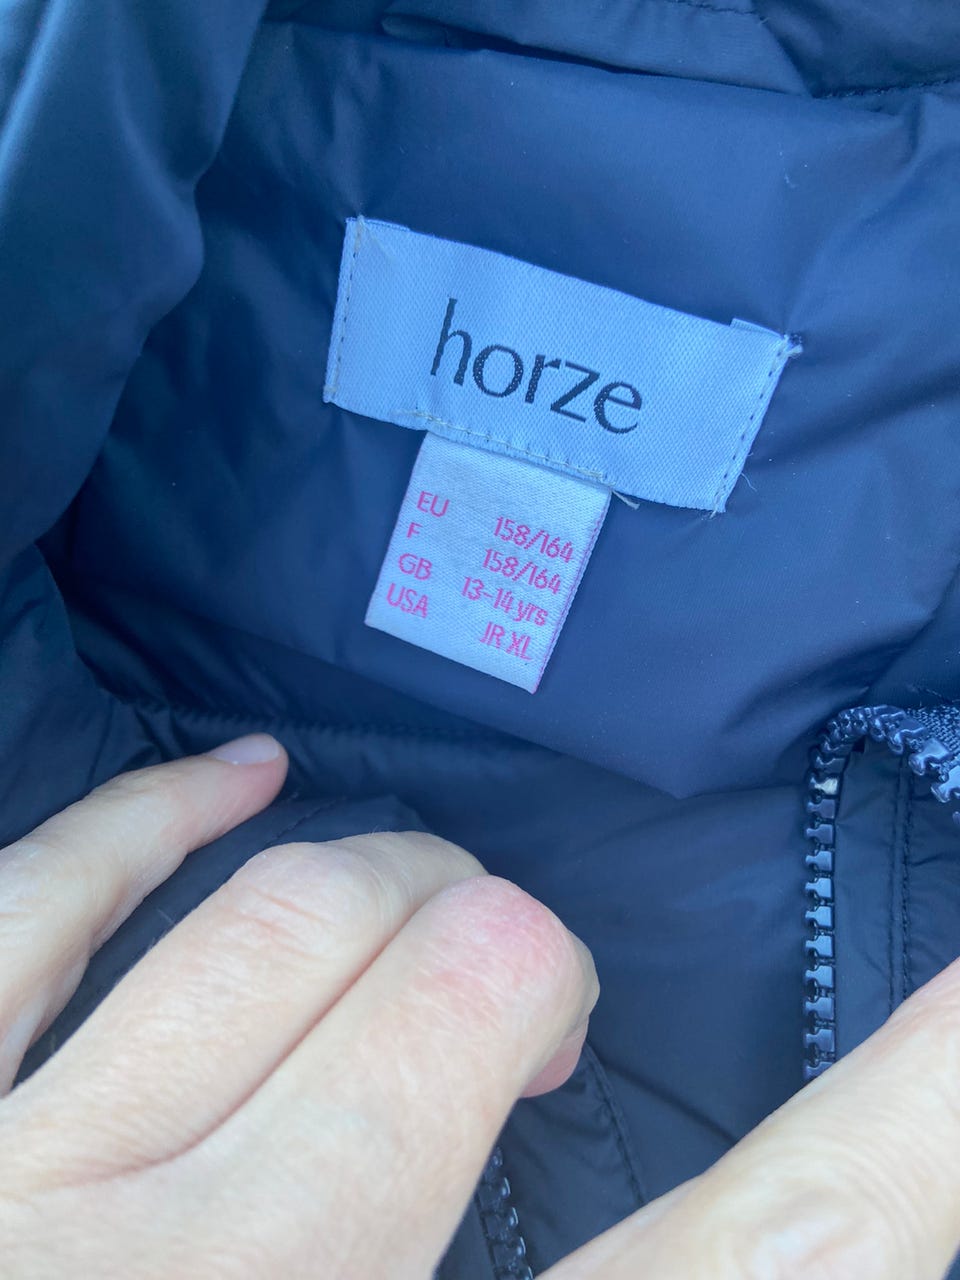 horze
EU 158/164
F 158/164
GB 13-14 yrs
USA JR XL